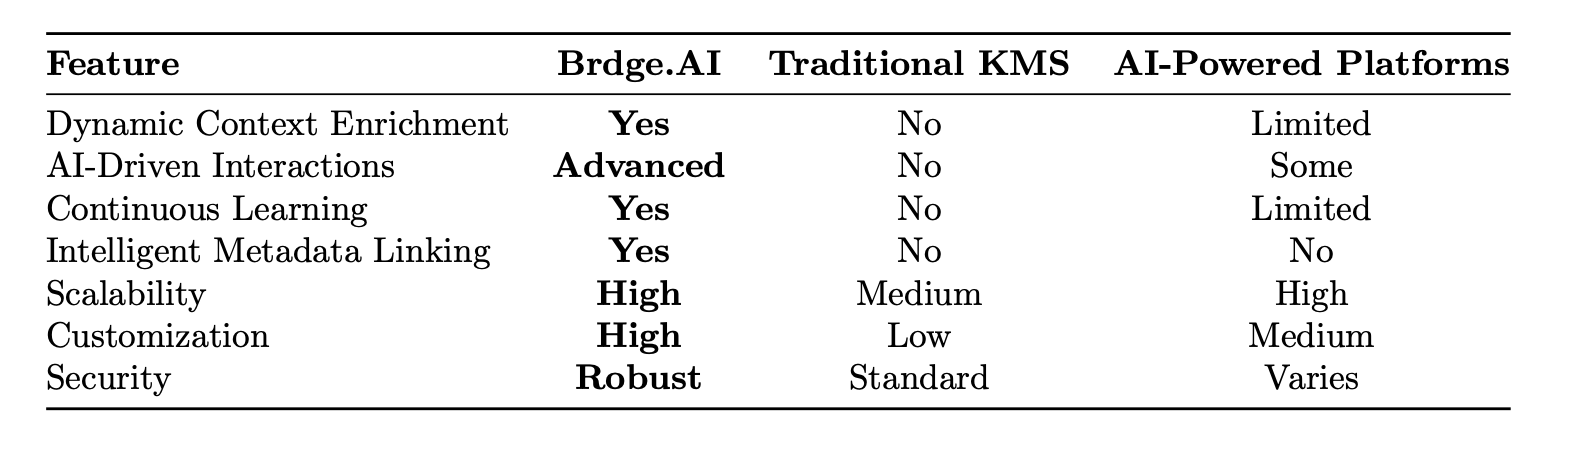 Feature Brdge.AI Traditional KMS AI-Powered Platforms
Dynamic Context Enrichment Yes No Limited
AI-Driven Interactions Advanced No Some
Continuous Learning Yes No Limited
Intelligent Metadata Linking Yes No No
Scalability High Medium High
Customization High Low Medium
Security Robust Standard Varies